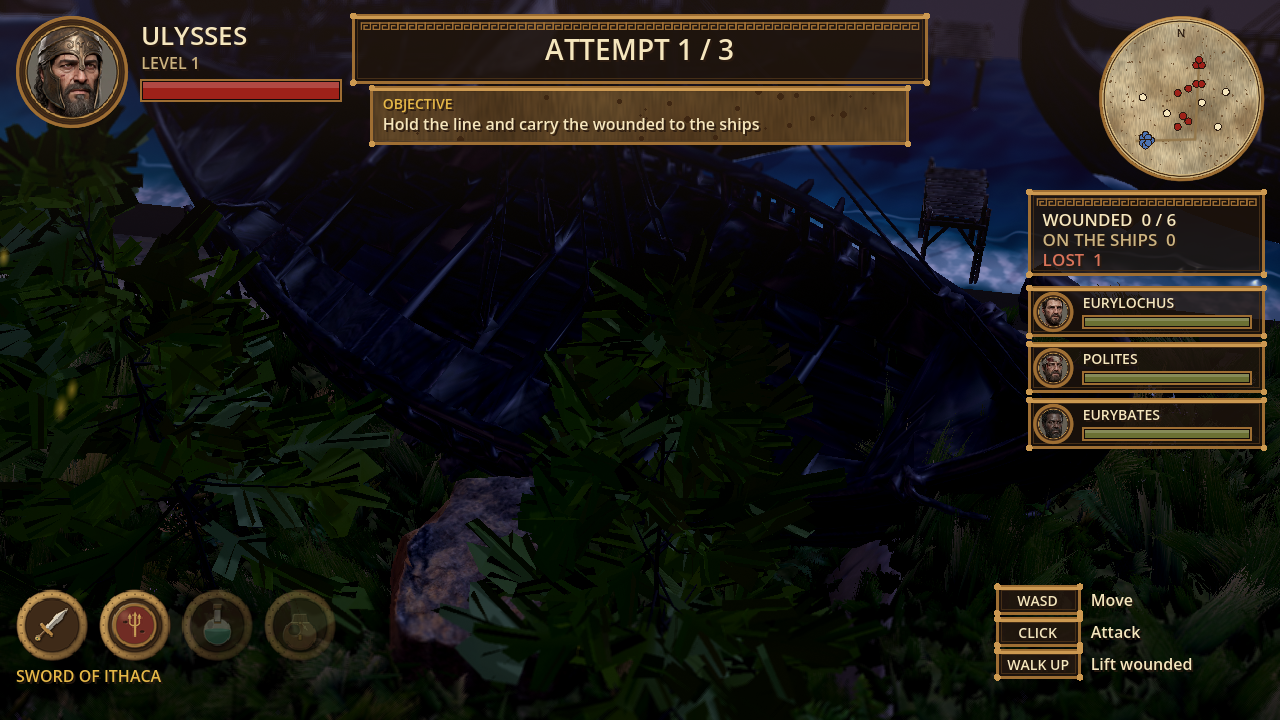 ULYSSES
LEVEL 1
ATTEMPT 1 / 3
OBJECTIVE
Hold the line and carry the wounded to the ships
N
WOUNDED 0 / 6
ON THE SHIPS 0
LOST 1
EURYLOCHUS
POLITES
EURYBATES
SWORD OF ITHACA
WASD Move
CLICK Attack
WALK UP Lift wounded